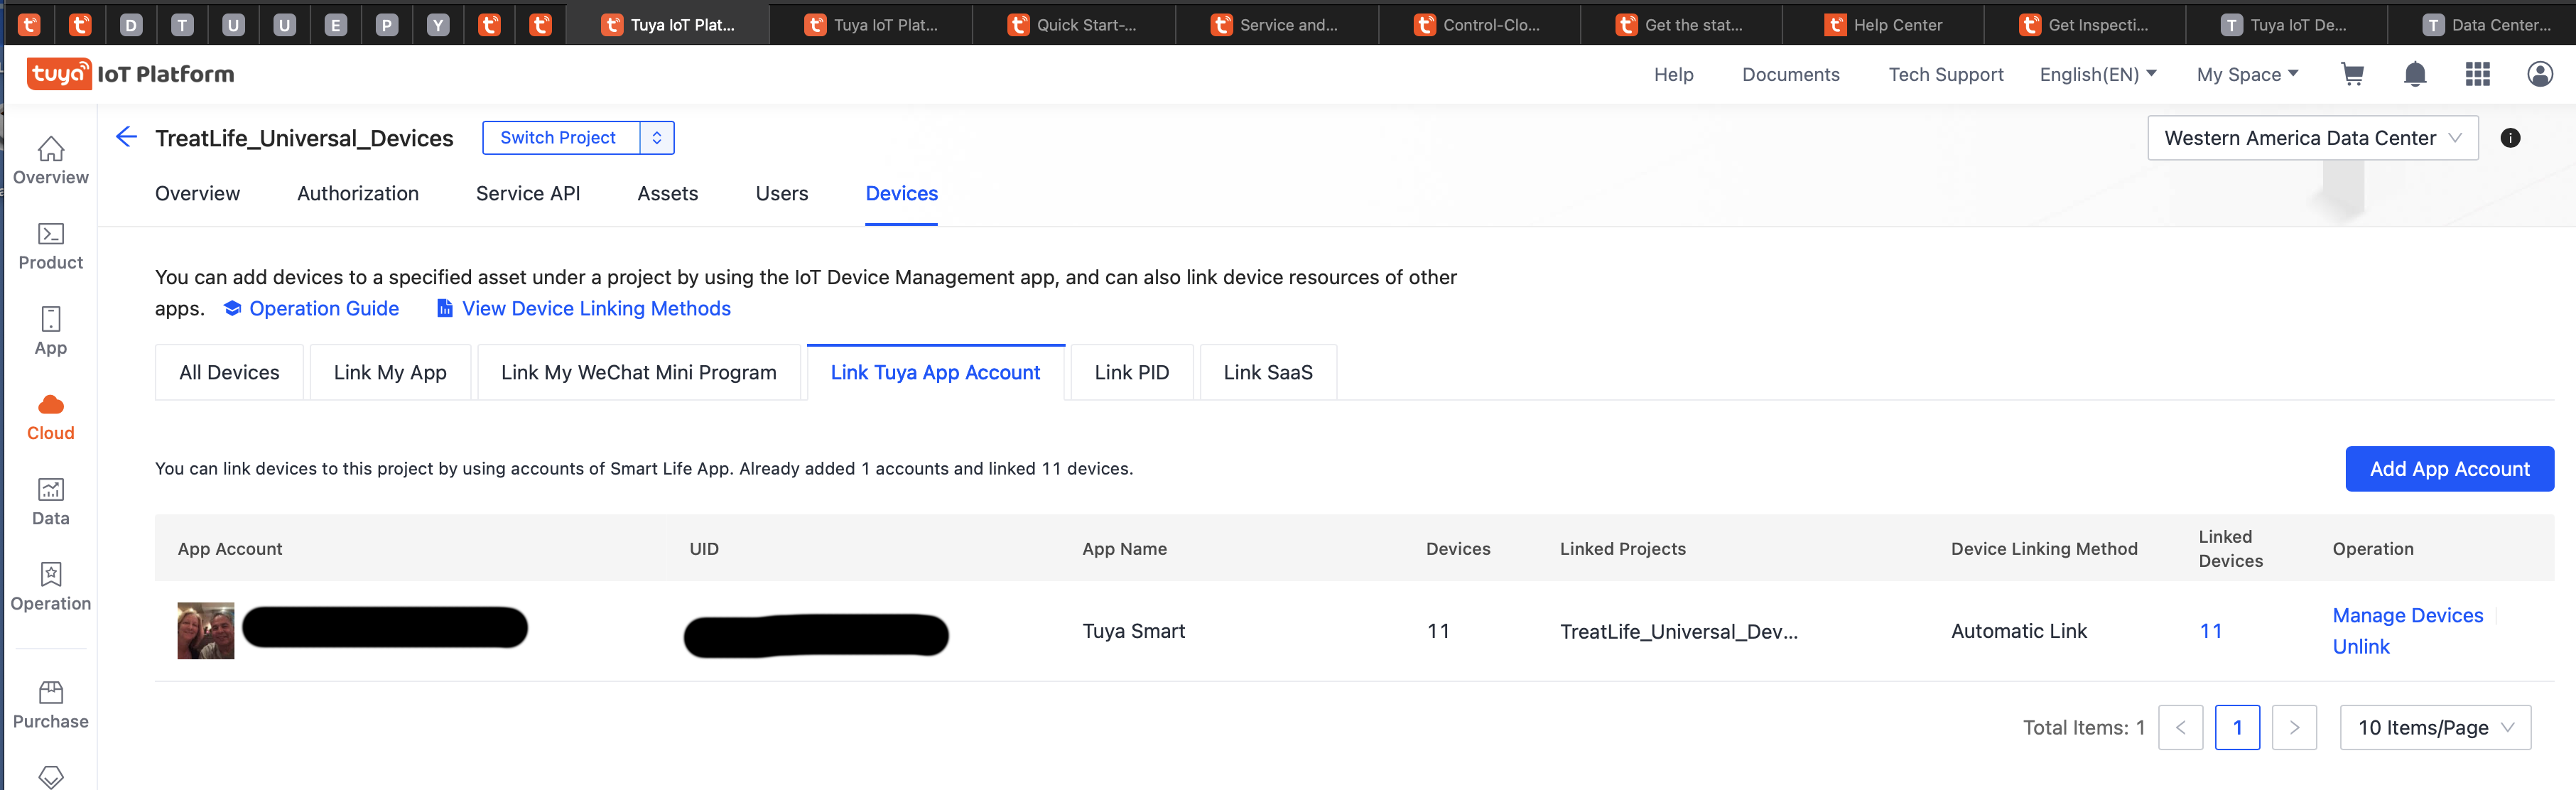 D
T
U
U
E
P
Y
Tuya IoT Plat...
Tuya IoT Plat...
Quick Start-...
Service and...
Control-Clo...
Get the stat...
Help Center
Get Inspecti...
T Tuya IoT De...
T Data Center...
tuya IoT Platform
Help
Documents
Tech Support
English(EN)
My Space
TreatLife_Universal_Devices
Switch Project
Western America Data Center
Overview
Authorization
Service API
Assets
Users
Devices
Overview
Product
App
Cloud
Data
Operation
Purchase
You can add devices to a specified asset under a project by using the IoT Device Management app, and can also link device resources of other
apps. Operation Guide View Device Linking Methods
All Devices
Link My App
Link My WeChat Mini Program
Link Tuya App Account
Link PID
Link SaaS
You can link devices to this project by using accounts of Smart Life App. Already added 1 accounts and linked 11 devices.
Add App Account
App Account
UID
App Name
Devices
Linked Projects
Device Linking Method
Linked
Devices
Operation
Tuya Smart
11
TreatLife_Universal_Dev...
Automatic Link
11
Manage Devices
Unlink
Total Items: 1
<
1
>
10 Items/Page